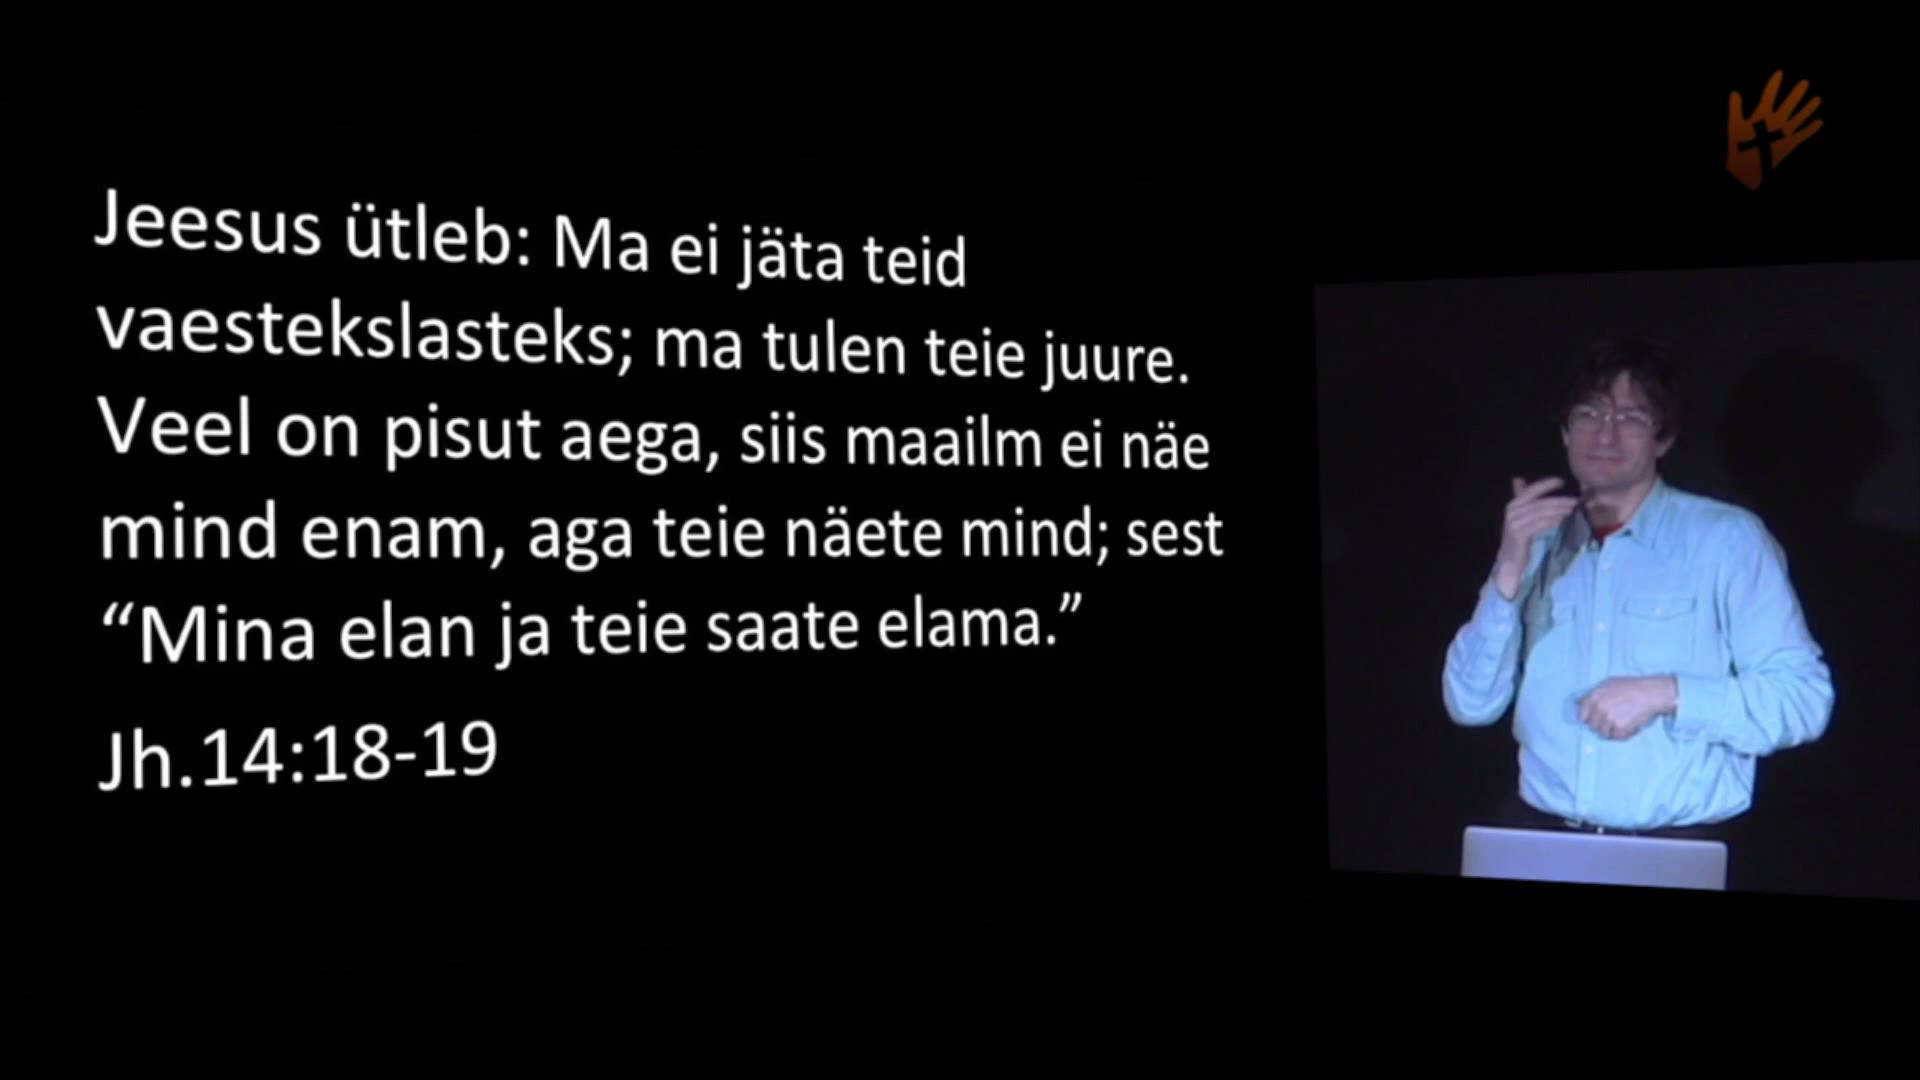 Jeesus ütleb: Ma ei jäta teid
vaestekslasteks; ma tulen teie juure.
Veel on pisut aega, siis maailm ei näe
mind enam, aga teie näete mind; sest
“Mina elan ja teie saate elama.”
Jh.14:18-19